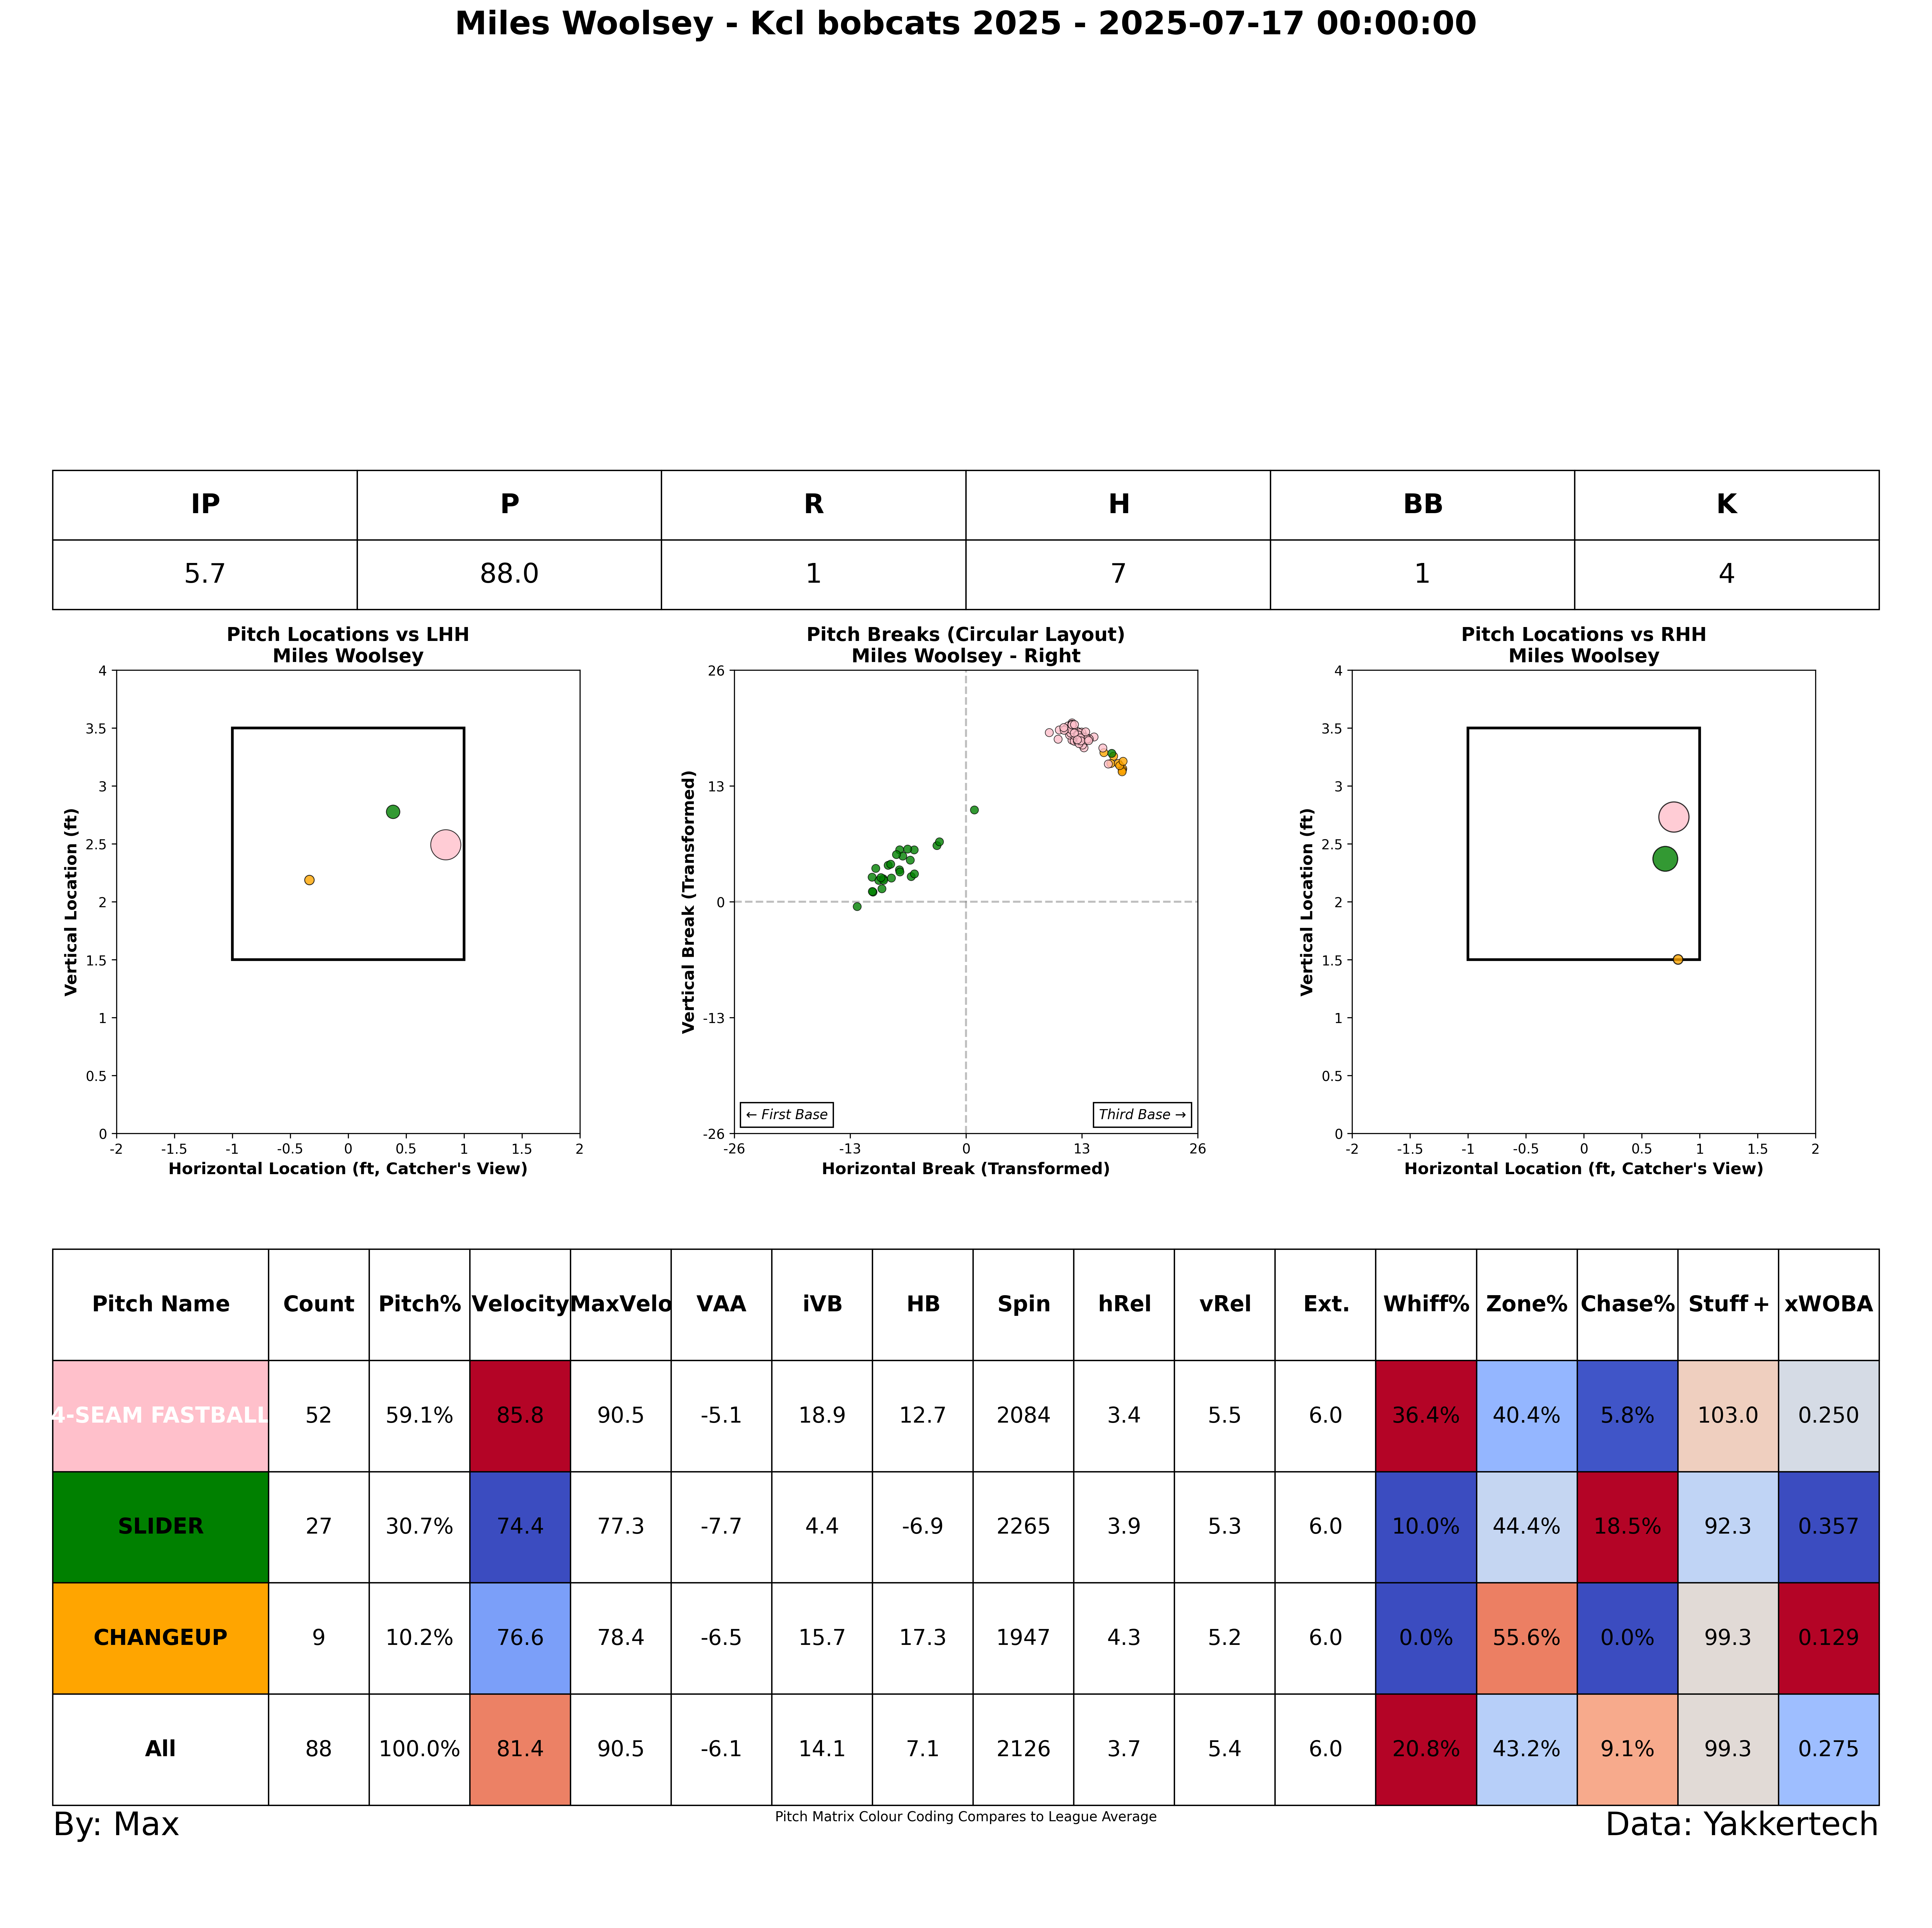 Miles Woolsey - Kcl bobcats 2025 - 2025-07-17 00:00:00
IP P R H BB K
5.7 88.0 1 7 1 4
Pitch Locations vs LHH
Miles Woolsey
4
3.5
3
2.5
2
1.5
1
0.5
0
-2 -1.5 -1 -0.5 0 0.5 1 1.5 2
Vertical Location (ft)
Horizontal Location (ft, Catcher's View)
Pitch Breaks (Circular Layout)
Miles Woolsey - Right
26
13
0
-13
-26
-26 -13 0 13 26
Vertical Break (Transformed)
← First Base
Third Base →
Horizontal Break (Transformed)
Pitch Locations vs RHH
Miles Woolsey
4
3.5
3
2.5
2
1.5
1
0.5
0
-2 -1.5 -1 -0.5 0 0.5 1 1.5 2
Vertical Location (ft)
Horizontal Location (ft, Catcher's View)
Pitch Name Count Pitch% Velocity MaxVelo VAA iVB HB Spin hRel vRel Ext. Whiff% Zone% Chase% Stuff+ xWOBA
4-SEAM FASTBALL 52 59.1% 85.8 90.5 -5.1 18.9 12.7 2084 3.4 5.5 6.0 36.4% 40.4% 5.8% 103.0 0.250
SLIDER 27 30.7% 74.4 77.3 -7.7 4.4 -6.9 2265 3.9 5.3 6.0 10.0% 44.4% 18.5% 92.3 0.357
CHANGEUP 9 10.2% 76.6 78.4 -6.5 15.7 17.3 1947 4.3 5.2 6.0 0.0% 55.6% 0.0% 99.3 0.129
All 88 100.0% 81.4 90.5 -6.1 14.1 7.1 2126 3.7 5.4 6.0 20.8% 43.2% 9.1% 99.3 0.275
By: Max
Pitch Matrix Colour Coding Compares to League Average
Data: Yakkertech